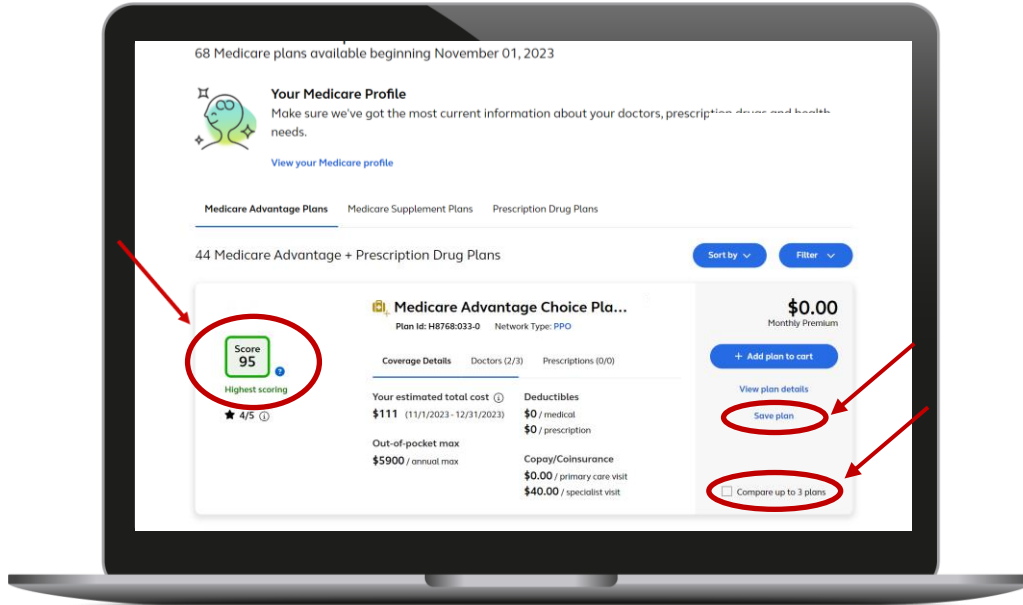 68 Medicare plans available beginning November 01, 2023
Your Medicare Profile
Make sure we've got the most current information about your doctors, prescription drugs and health
needs.
View your Medicare profile
Medicare Advantage Plans Medicare Supplement Plans Prescription Drug Plans
44 Medicare Advantage + Prescription Drug Plans
Sort by Filter
Score
95
Highest scoring
4/5
Medicare Advantage Choice Pla...
Plan Id: H8768:033-0 Network Type: PPO
Coverage Details Doctors (2/3) Prescriptions (0/0)
Your estimated total cost
$111 (11/1/2023-12/31/2023)
Out-of-pocket max
$5900 / annual max
Deductibles
$0 / medical
$0 / prescription
Copay/Coinsurance
$0.00 / primary care visit
$40.00 / specialist visit
$0.00
Monthly Premium
+ Add plan to cart
View plan details
Save plan
Compare up to 3 plans